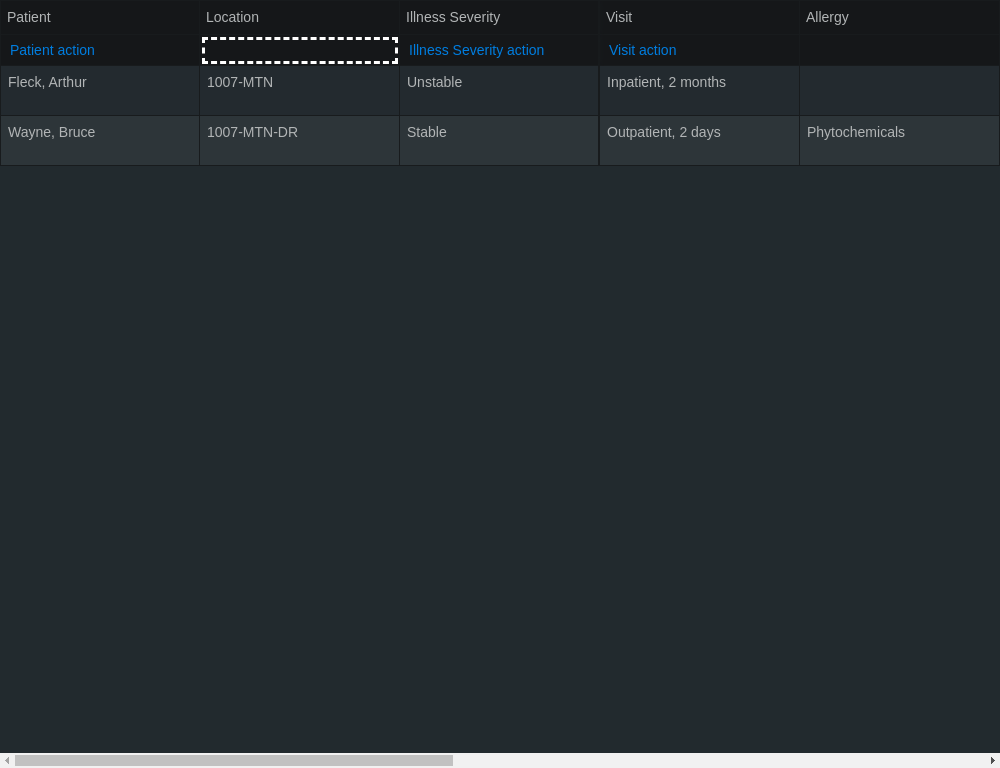 Patient Location Illness Severity Visit Allergy
Patient action Illness Severity action Visit action
Fleck, Arthur 1007-MTN Unstable Inpatient, 2 months
Wayne, Bruce 1007-MTN-DR Stable Outpatient, 2 days Phytochemicals